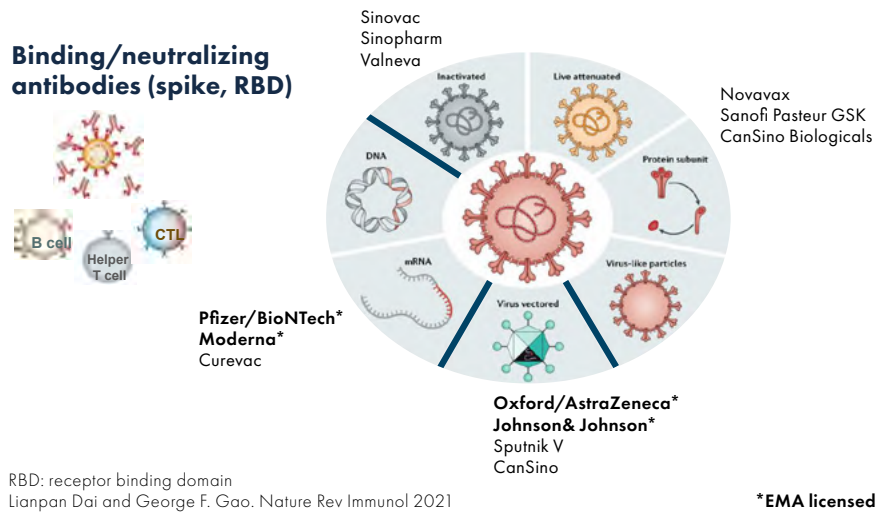 Binding/neutralizing
antibodies (spike, RBD)
B cell
Helper
T cell
CTL
Sinovac
Sinopharm
Valneva
Inactivated
Live attenuated
Novavax
Sanofi Pasteur GSK
CanSino Biologicals
DNA
Protein subunit
mRNA
Virus-like particles
Virus vectored
Pfizer/BioNTech*
Moderna*
Curevac
Oxford/AstraZeneca*
Johnson& Johnson*
Sputnik V
CanSino
RBD: receptor binding domain
Lianpan Dai and George F. Gao. Nature Rev Immunol 2021
*EMA licensed